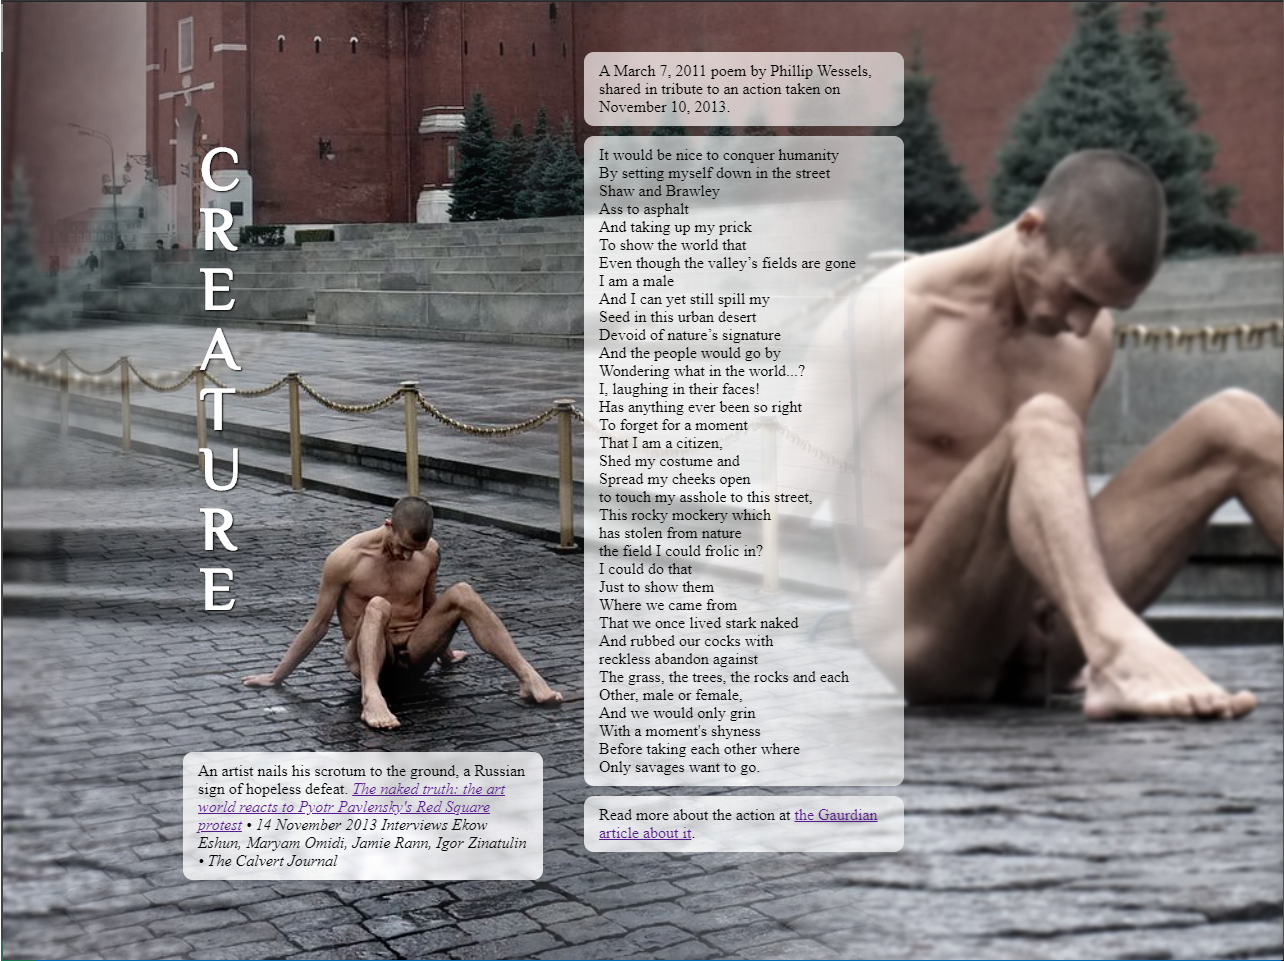 CREATURE
A March 7, 2011 poem by Phillip Wessels,
shared in tribute to an action taken on
November 10, 2013.
It would be nice to conquer humanity
By setting myself down in the street
Shaw and Brawley
Ass to asphalt
And taking up my prick
To show the world that
Even though the valley’s fields are gone
I am a male
And I can yet still spill my
Seed in this urban desert
Devoid of nature’s signature
And the people would go by
Wondering what in the world...?
I, laughing in their faces!
Has anything ever been so right
To forget for a moment
That I am a citizen,
Shed my costume and
Spread my cheeks open
to touch my asshole to this street,
This rocky mockery which
has stolen from nature
the field I could frolic in?
I could do that
Just to show them
Where we came from
That we once lived stark naked
And rubbed our cocks with
reckless abandon against
The grass, the trees, the rocks and each
Other, male or female,
And we would only grin
With a moment's shyness
Before taking each other where
Only savages want to go.
An artist nails his scrotum to the ground, a Russian
sign of hopeless defeat. The naked truth: the art
world reacts to Pyotr Pavlensky's Red Square
protest • 14 November 2013 Interviews Ekow
Eshun, Maryam Omidi, Jamie Rann, Igor Zinatulin
• The Calvert Journal
Read more about the action at the Gaurdian
article about it.